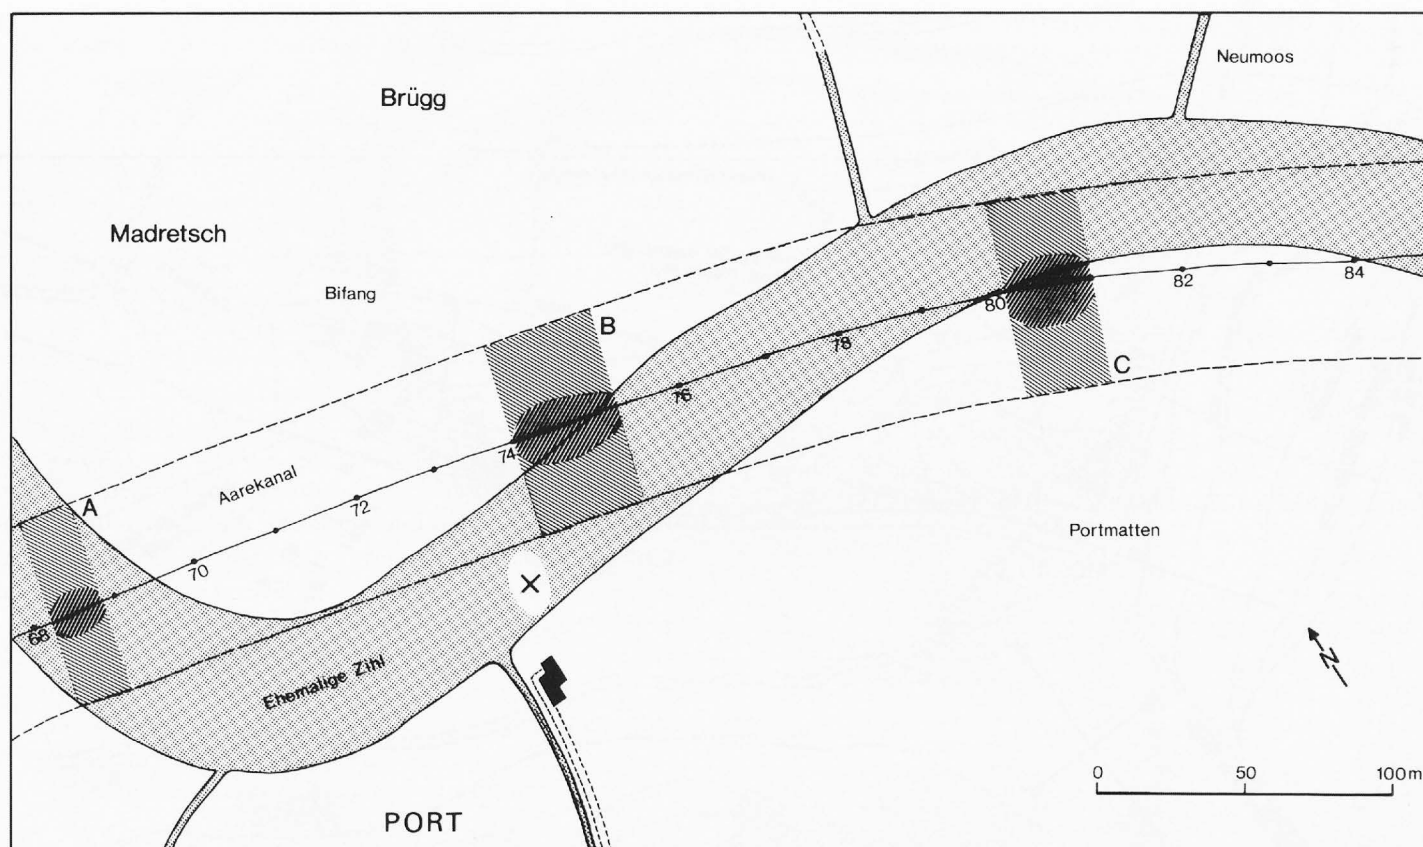 Neumoos
Brügg
Madretsch
Bifang
B
A
C
Aarekanal
68
70
72
74
76
78
80
82
84
Portmatten
Ehemalige Zihl
N
0 50 100 m
PORT